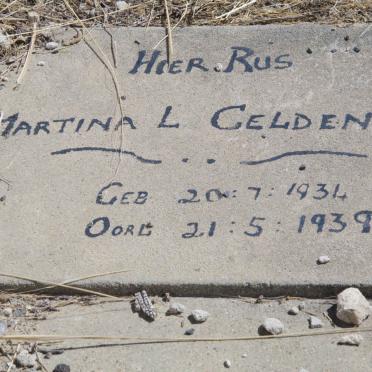 HIER RUS
MARTINA L GELDEN
GEB 20:7:1934
OORL 21:5:1939